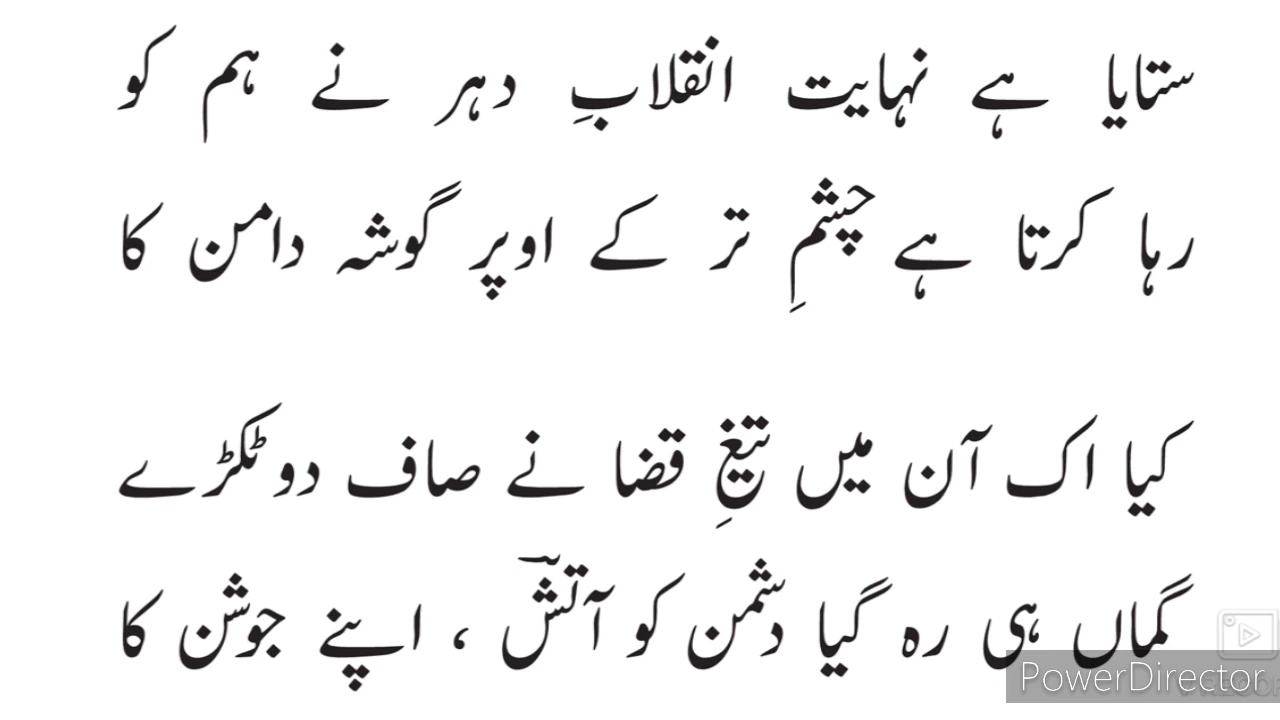 ستایا ہے نہایت انقلابِ دہر نے ہم کو
رہا کرتا ہے چشمِ تر کے اوپر گوشہ دامن کا
کیا اک آن میں تیغِ قضا نے صاف دو ٹکڑے
گماں ہی رہ گیا دشمن کو آتشؔ، اپنے جوشن کا
PowerDirector